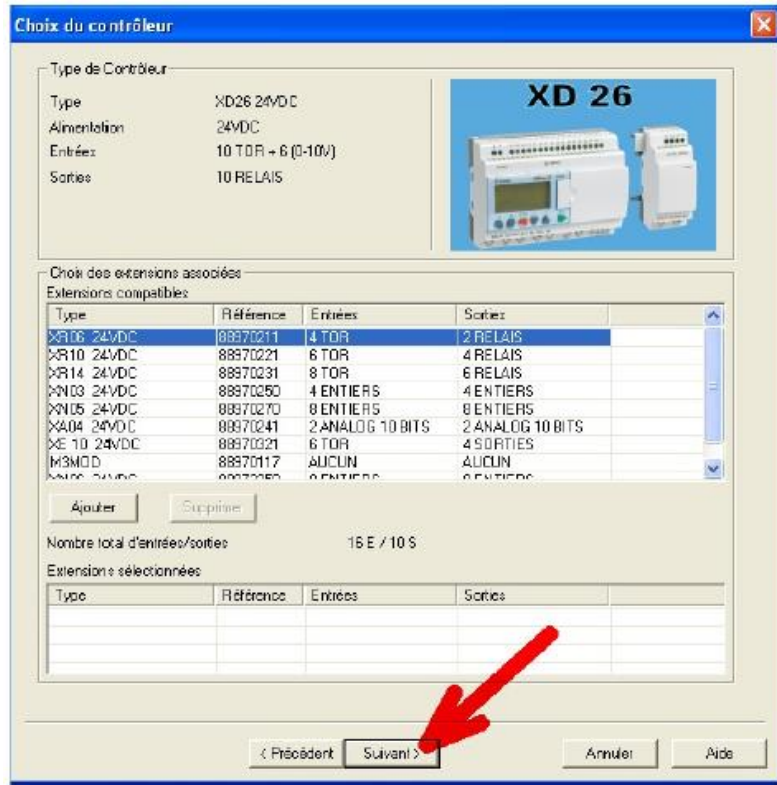 Choix du contrôleur
Type de Contrôleur
Type XD26 24VDC
Alimentation 24VDC
Entrées 10 TOR + 6 (0-10V)
Sorties 10 RELAIS
XD 26
Choix des extensions associées
Extensions compatibles
Type Référence Entrées Sorties
XR06 24VDC 88970211 4 TOR 2 RELAIS
XR10 24VDC 88970221 6 TOR 4 RELAIS
XR14 24VDC 88970231 8 TOR 6 RELAIS
XN03 24VDC 88970250 4 ENTIERS 4 ENTIERS
XN05 24VDC 88970270 8 ENTIERS 8 ENTIERS
XA04 24VDC 88970241 2 ANALOG 10 BITS 2 ANALOG 10 BITS
XE 10 24VDC 88970321 6 TOR 4 SORTIES
M3MOD 88970117 AUCUN AUCUN
24VDC 8 ENTIERS 8 ENTIERS
Ajouter Supprimer
Nombre total d'entrées/sorties 16 E / 10 S
Extensions sélectionnées
Type Référence Entrées Sorties
< Précédent Suivant > Annuler Aide